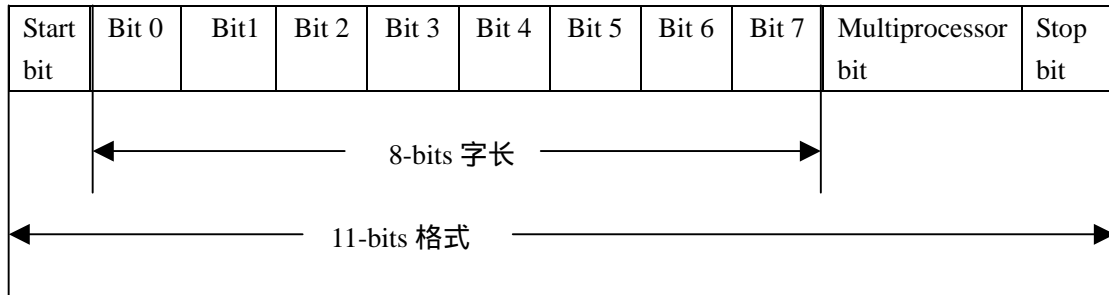 Start bit Bit 0 Bit1 Bit 2 Bit 3 Bit 4 Bit 5 Bit 6 Bit 7 Multiprocessor bit Stop bit
8-bits 字长
11-bits 格式